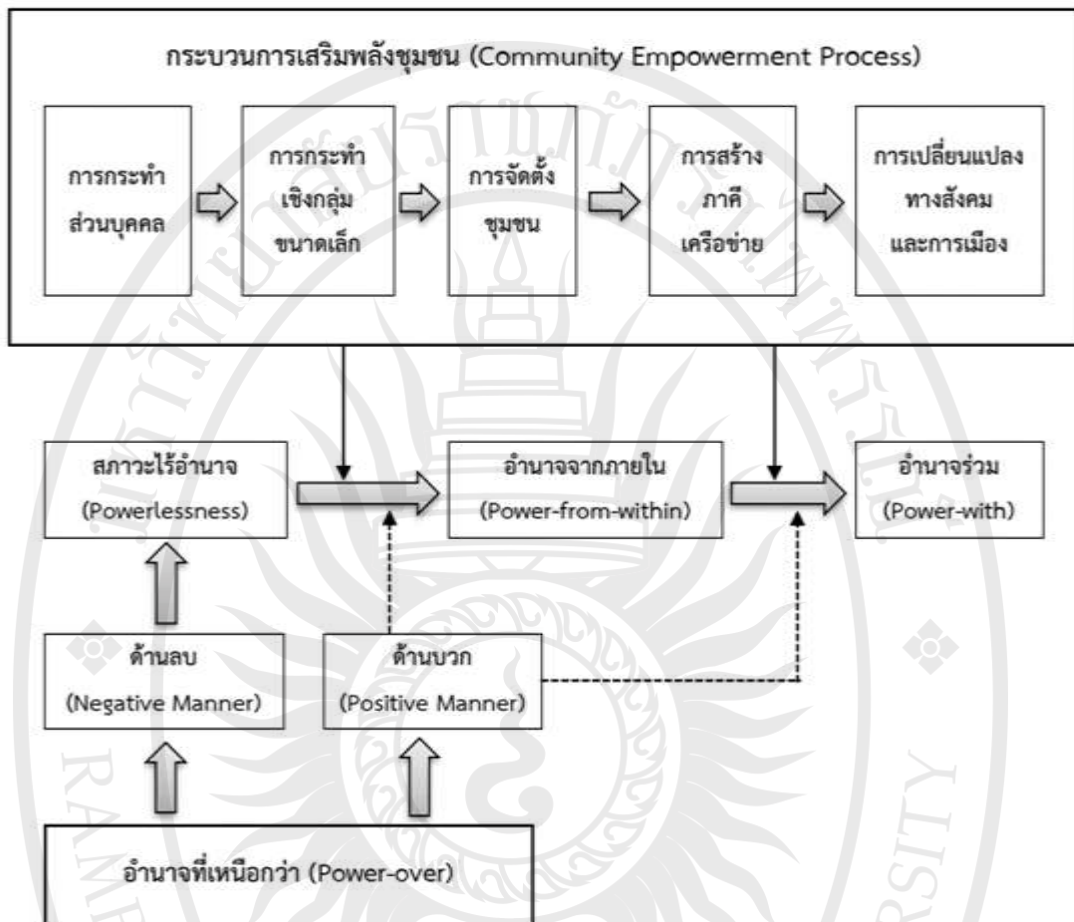 กระบวนการเสริมพลังชุมชน (Community Empowerment Process)
การกระทำ
ส่วนบุคคล
การกระทำ
เชิงกลุ่ม
ขนาดเล็ก
การจัดตั้ง
ชุมชน
การสร้าง
ภาคี
เครือข่าย
การเปลี่ยนแปลง
ทางสังคม
และการเมือง
สภาวะไร้อำนาจ
(Powerlessness)
อำนาจจากภายใน
(Power-from-within)
อำนาจร่วม
(Power-with)
ด้านลบ
(Negative Manner)
ด้านบวก
(Positive Manner)
อำนาจที่เหนือกว่า (Power-over)